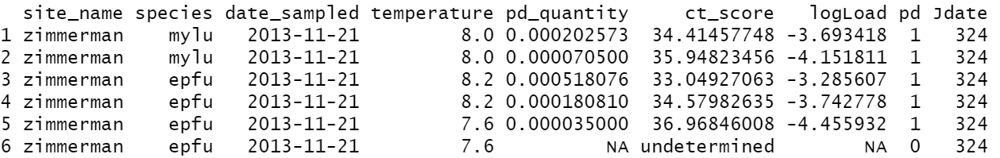 site_name species date_sampled temperature pd_quantity ct_score logLoad pd Jdate
1 zimmerman mylu 2013-11-21 8.0 0.000202573 34.41457748 -3.693418 1 324
2 zimmerman mylu 2013-11-21 8.0 0.000070500 35.94823456 -4.151811 1 324
3 zimmerman epfu 2013-11-21 8.2 0.000518076 33.04927063 -3.285607 1 324
4 zimmerman epfu 2013-11-21 8.2 0.000180810 34.57982635 -3.742778 1 324
5 zimmerman epfu 2013-11-21 7.6 0.000035000 36.96846008 -4.455932 1 324
6 zimmerman epfu 2013-11-21 7.6 NA undetermined NA 0 324